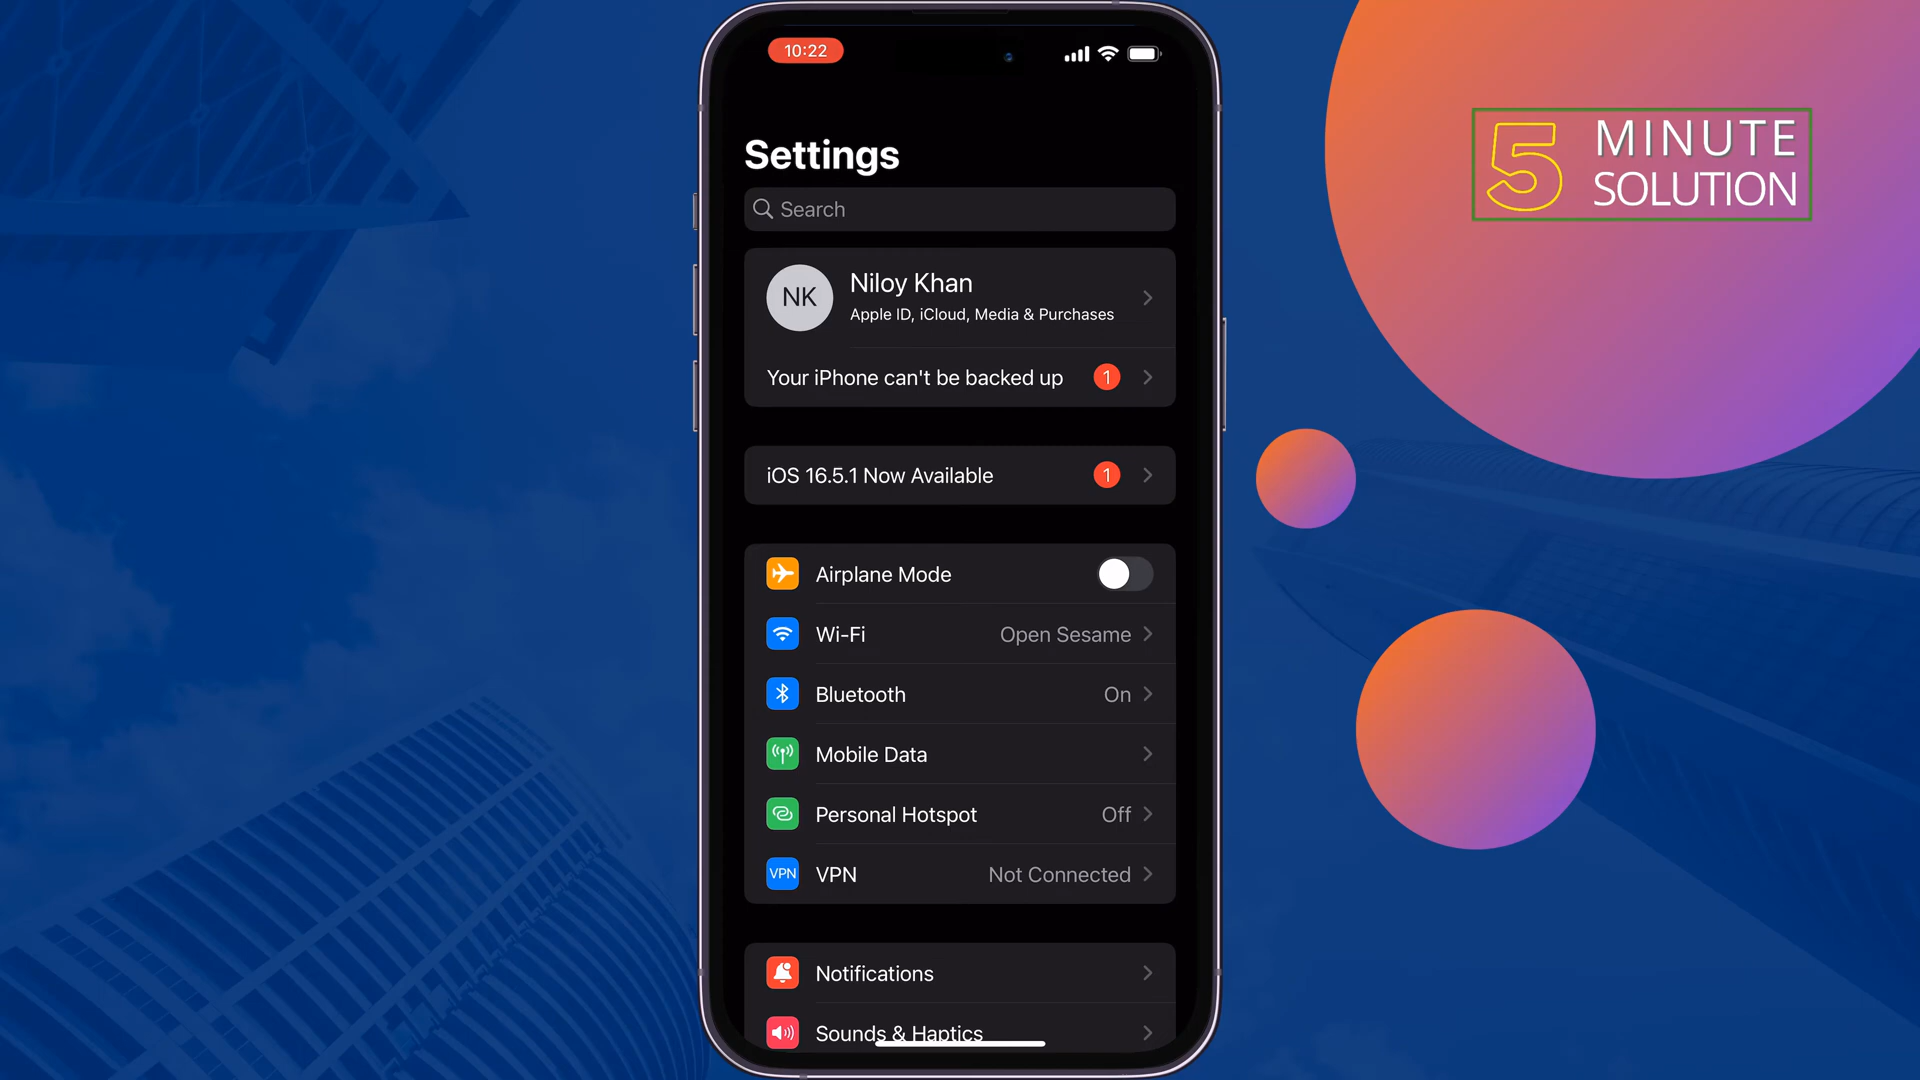 10:22
5 MINUTE
SOLUTION
Settings
Search
NK
Niloy Khan
Apple ID, iCloud, Media & Purchases
Your iPhone can't be backed up 1
iOS 16.5.1 Now Available 1
Airplane Mode
Wi-Fi Open Sesame
Bluetooth On
Mobile Data
Personal Hotspot Off
VPN VPN Not Connected
Notifications
Sounds & Haptics